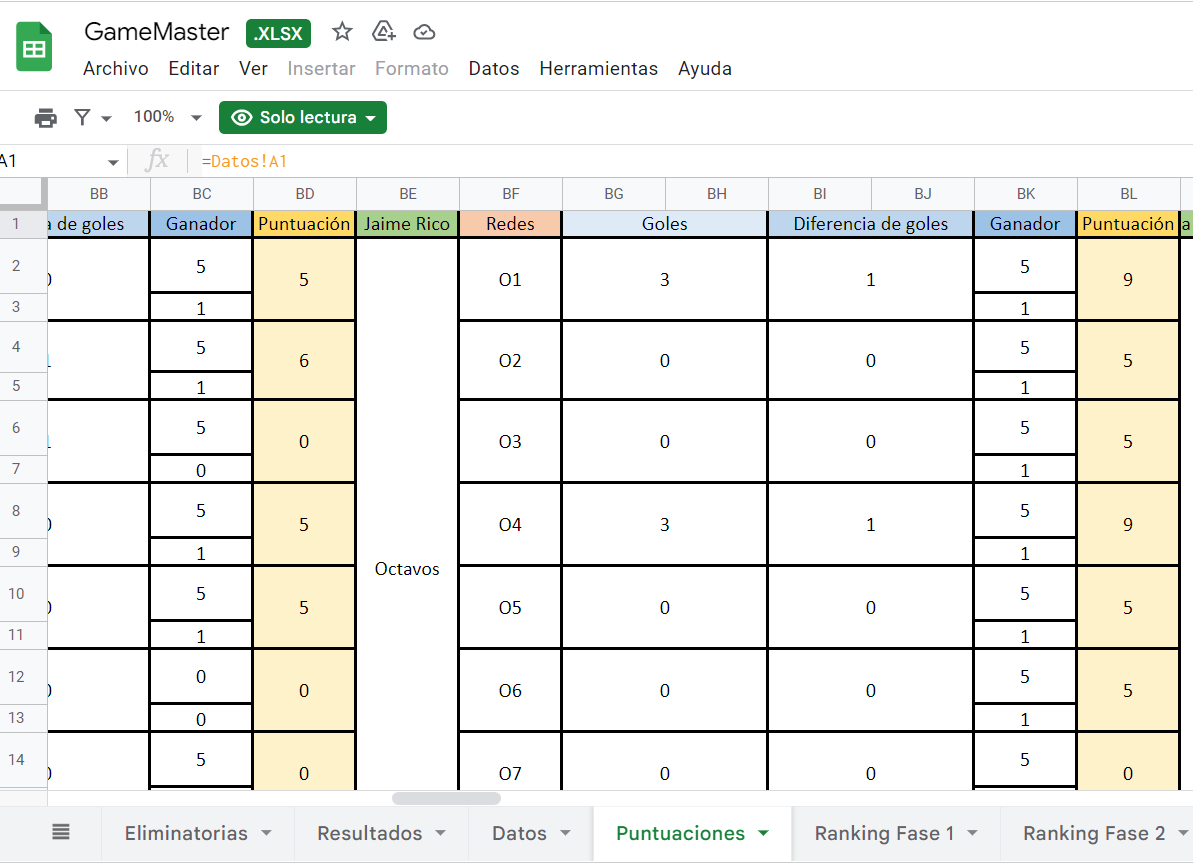 GameMaster .XLSX
Archivo Editar Ver Insertar Formato Datos Herramientas Ayuda
100% Solo lectura
A1 fx =Datos!A1
BB BC BD BE BF BG BH BI BJ BK BL
1 a de goles Ganador Puntuación Jaime Rico Redes Goles Diferencia de goles Ganador Puntuación a
2 0 5 5 O1 3 1 5 9
3 1 1
4 1 5 6 O2 0 0 5 5
5 1 1
6 1 5 0 O3 0 0 5 5
7 0 1
8 0 5 5 O4 3 1 5 9
9 1 1
Octavos
10 0 5 5 O5 0 0 5 5
11 1 1
12 0 0 0 O6 0 0 5 5
13 0 1
14 0 5 0 O7 0 0 5 0
Eliminatorias Resultados Datos Puntuaciones Ranking Fase 1 Ranking Fase 2